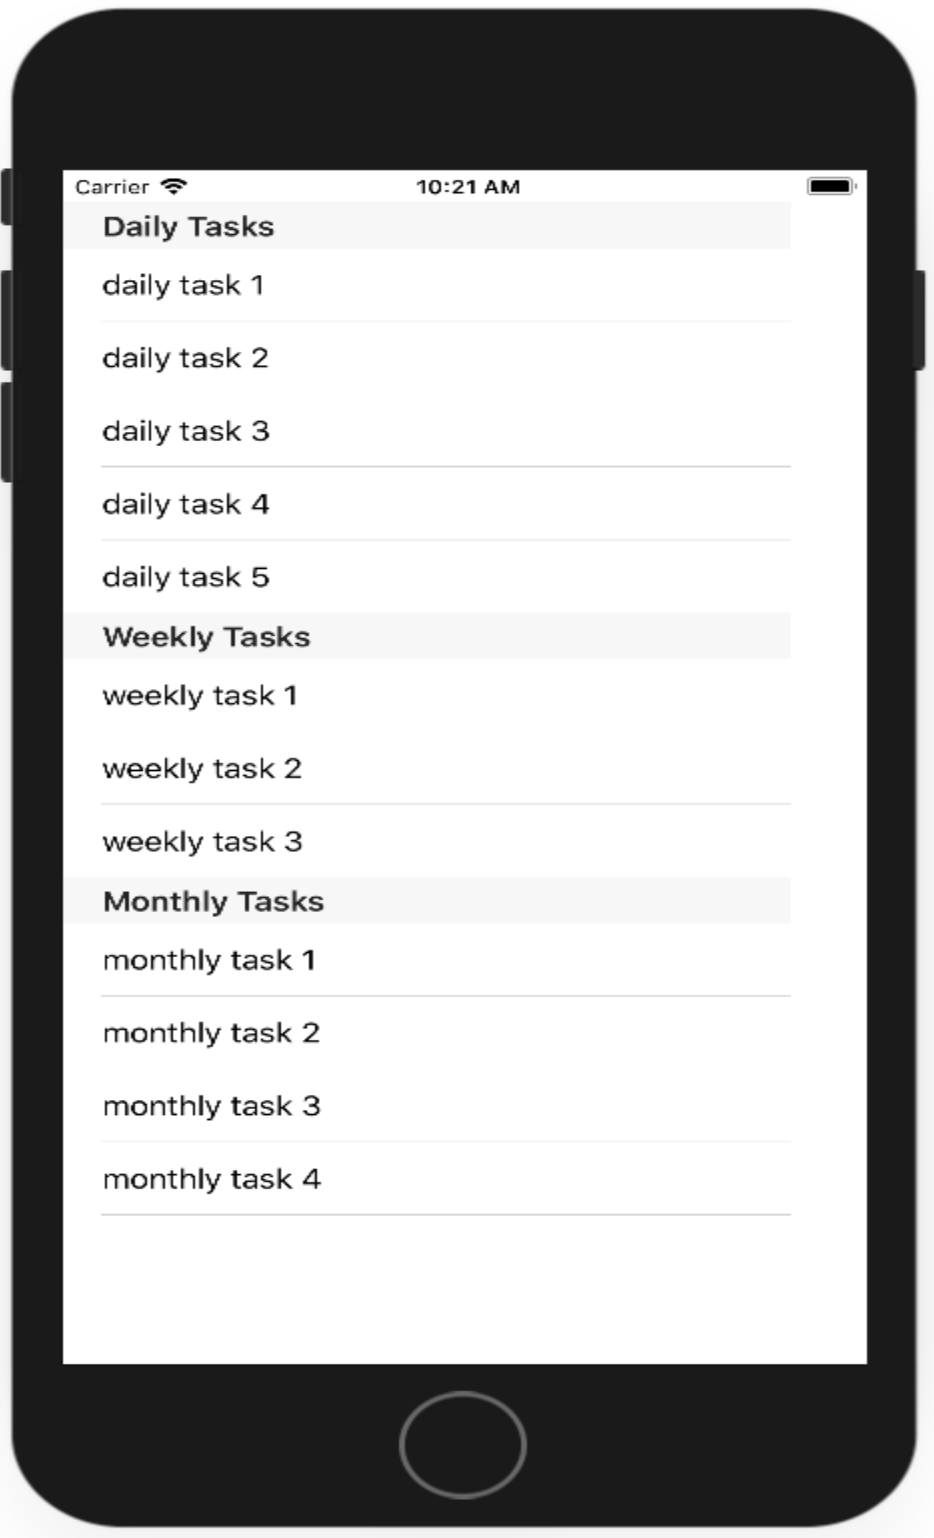 Carrier 10:21 AM
Daily Tasks
daily task 1
daily task 2
daily task 3
daily task 4
daily task 5
Weekly Tasks
weekly task 1
weekly task 2
weekly task 3
Monthly Tasks
monthly task 1
monthly task 2
monthly task 3
monthly task 4